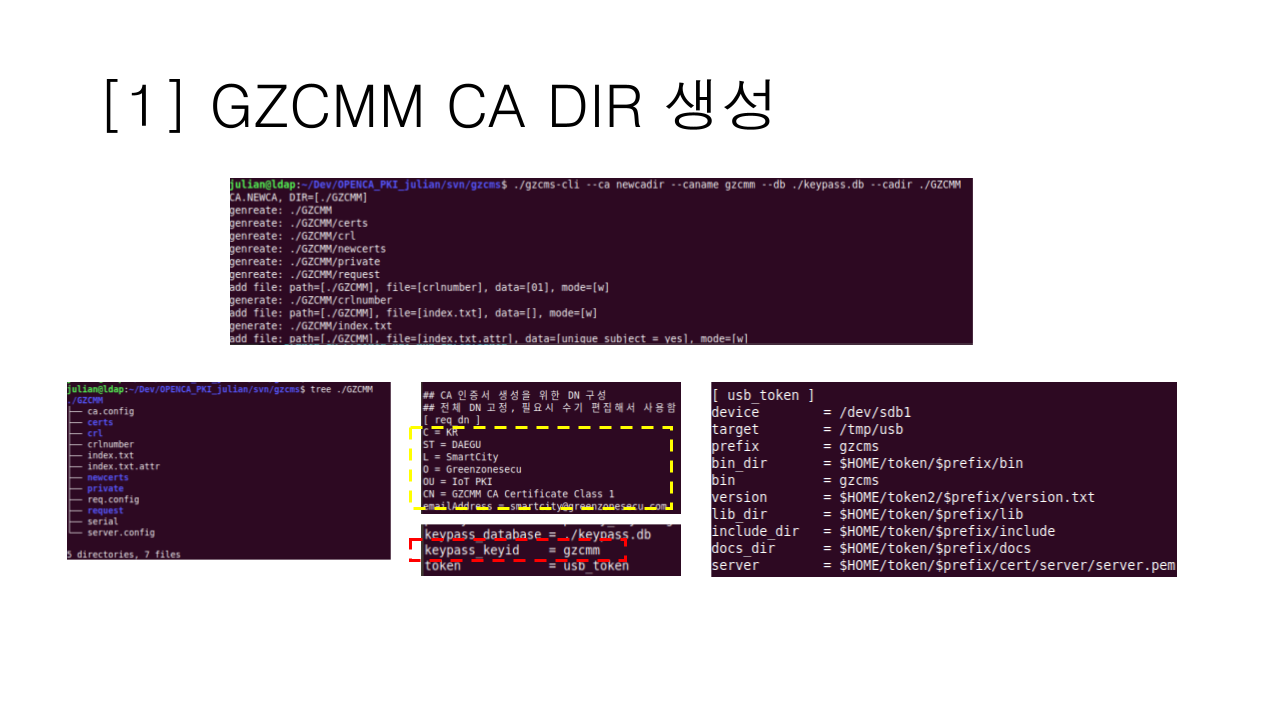 [1] GZCMM CA DIR 생성
julian@ldap:~/Dev/OPENCA_PKI_julian/svn/gzcms$ ./gzcms-cli --ca newcadir --caname gzcmm --db ./keypass.db --cadir ./GZCMM
CA.NEWCA, DIR=[./GZCMM]
genreate: ./GZCMM
genreate: ./GZCMM/certs
genreate: ./GZCMM/crl
genreate: ./GZCMM/newcerts
genreate: ./GZCMM/private
genreate: ./GZCMM/request
add file: path=[./GZCMM], file=[crlnumber], data=[01], mode=[w]
generate: ./GZCMM/crlnumber
add file: path=[./GZCMM], file=[index.txt], data=[], mode=[w]
generate: ./GZCMM/index.txt
add file: path=[./GZCMM], file=[index.txt.attr], data=[unique_subject = yes], mode=[w]
julian@ldap:~/Dev/OPENCA_PKI_julian/svn/gzcms$ tree ./GZCMM
./GZCMM
├── ca.config
├── certs
├── crl
├── crlnumber
├── index.txt
├── index.txt.attr
├── newcerts
├── private
├── req.config
├── request
├── serial
└── server.config
5 directories, 7 files
## CA 인증서 생성을 위한 DN 구성
## 전체 DN 고정, 필요시 수기 편집해서 사용함
[ req_dn ]
C = KR
ST = DAEGU
L = SmartCity
O = Greenzonesecu
OU = IoT PKI
CN = GZCMM CA Certificate Class 1
emailAddress = smartcity@greenzonesecu.com
keypass_database = ./keypass.db
keypass_keyid = gzcmm
token = usb_token
[ usb_token ]
device = /dev/sdb1
target = /tmp/usb
prefix = gzcms
bin_dir = $HOME/token/$prefix/bin
bin = gzcms
version = $HOME/token2/$prefix/version.txt
lib_dir = $HOME/token/$prefix/lib
include_dir = $HOME/token/$prefix/include
docs_dir = $HOME/token/$prefix/docs
server = $HOME/token/$prefix/cert/server/server.pem